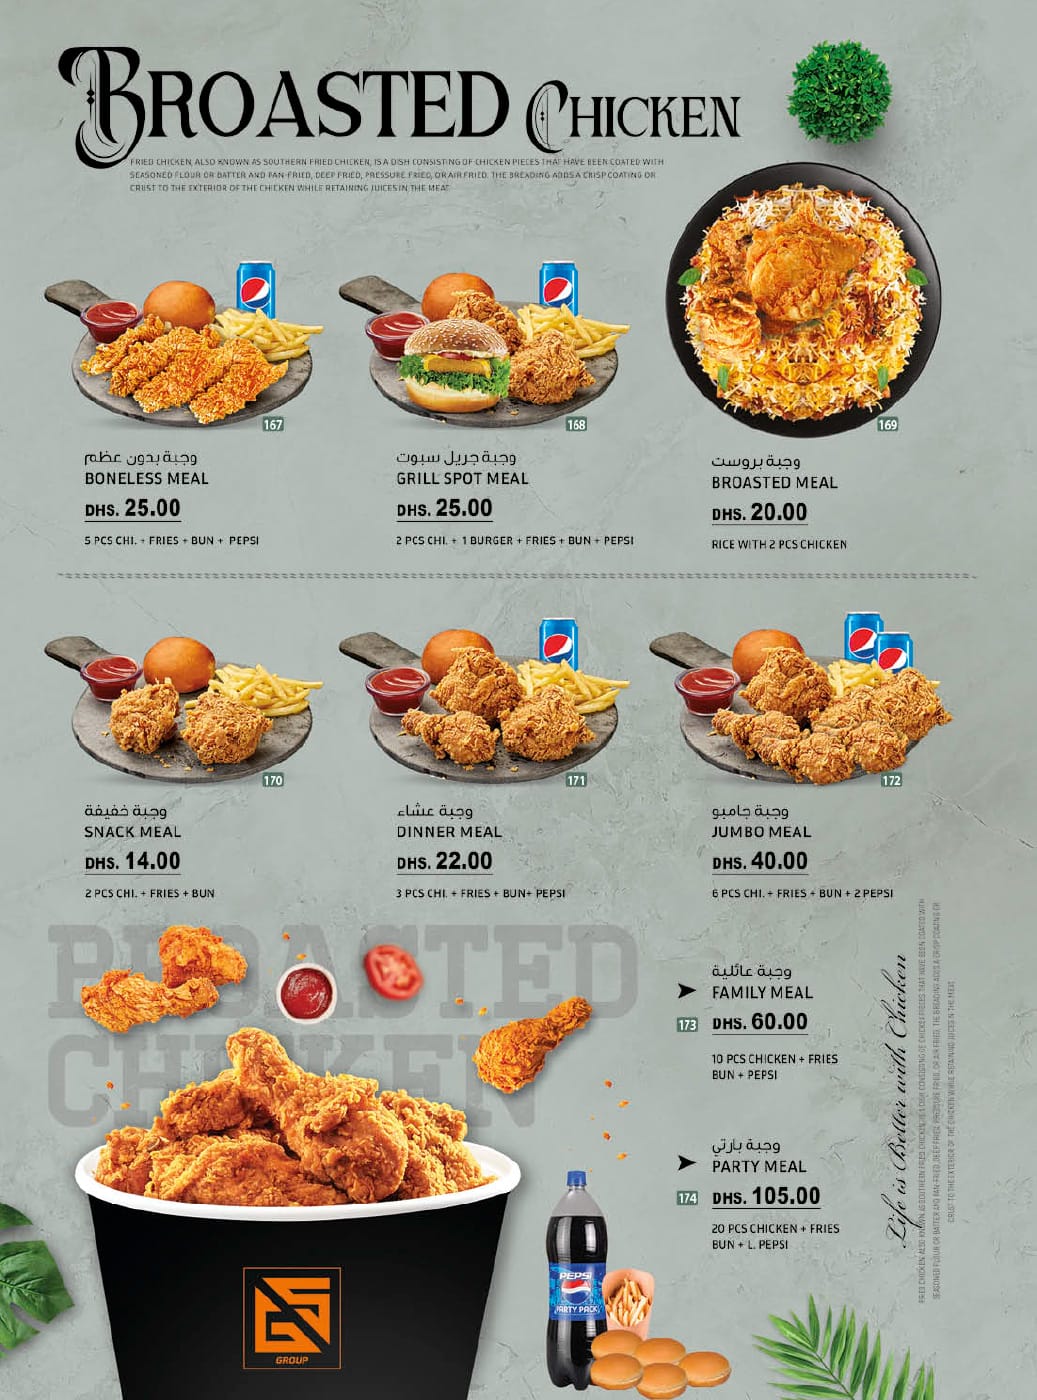 BROASTED CHICKEN
FRIED CHICKEN, ALSO KNOWN AS SOUTHERN FRIED CHICKEN, IS A DISH CONSISTING OF CHICKEN PIECES THAT HAVE BEEN COATED WITH
SEASONED FLOUR OR BATTER AND PAN-FRIED, DEEP FRIED, PRESSURE FRIED, OR AIR FRIED. THE BREADING ADDS A CRISP COATING OR
CRUST TO THE EXTERIOR OF THE CHICKEN WHILE RETAINING JUICES IN THE MEAT
167
وجبة بدون عظم
BONELESS MEAL
DHS. 25.00
5 PCS CHI. + FRIES + BUN + PEPSI
168
وجبة جريل سبوت
GRILL SPOT MEAL
DHS. 25.00
2 PCS CHI. + 1 BURGER + FRIES + BUN + PEPSI
169
وجبة بروست
BROASTED MEAL
DHS. 20.00
RICE WITH 2 PCS CHICKEN
170
وجبة خفيفة
SNACK MEAL
DHS. 14.00
2 PCS CHI. + FRIES + BUN
171
وجبة عشاء
DINNER MEAL
DHS. 22.00
3 PCS CHI. + FRIES + BUN+ PEPSI
172
وجبة جامبو
JUMBO MEAL
DHS. 40.00
6 PCS CHI. + FRIES + BUN + 2 PEPSI
BROASTED
CHICKEN
وجبة عائلية
FAMILY MEAL
173 DHS. 60.00
10 PCS CHICKEN + FRIES
BUN + PEPSI
وجبة بارتي
PARTY MEAL
174 DHS. 105.00
20 PCS CHICKEN + FRIES
BUN + L. PEPSI
Life is Better with Chicken
FRIED CHICKEN, ALSO KNOWN AS SOUTHERN FRIED CHICKEN, IS A DISH CONSISTING OF CHICKEN PIECES THAT HAVE BEEN COATED WITH
SEASONED FLOUR OR BATTER AND PAN-FRIED, DEEP FRIED, PRESSURE FRIED, OR AIR FRIED. THE BREADING ADDS A CRISP COATING OR
CRUST TO THE EXTERIOR OF THE CHICKEN WHILE RETAINING JUICES IN THE MEAT
PEPSI
PARTY PACK
GS
GROUP